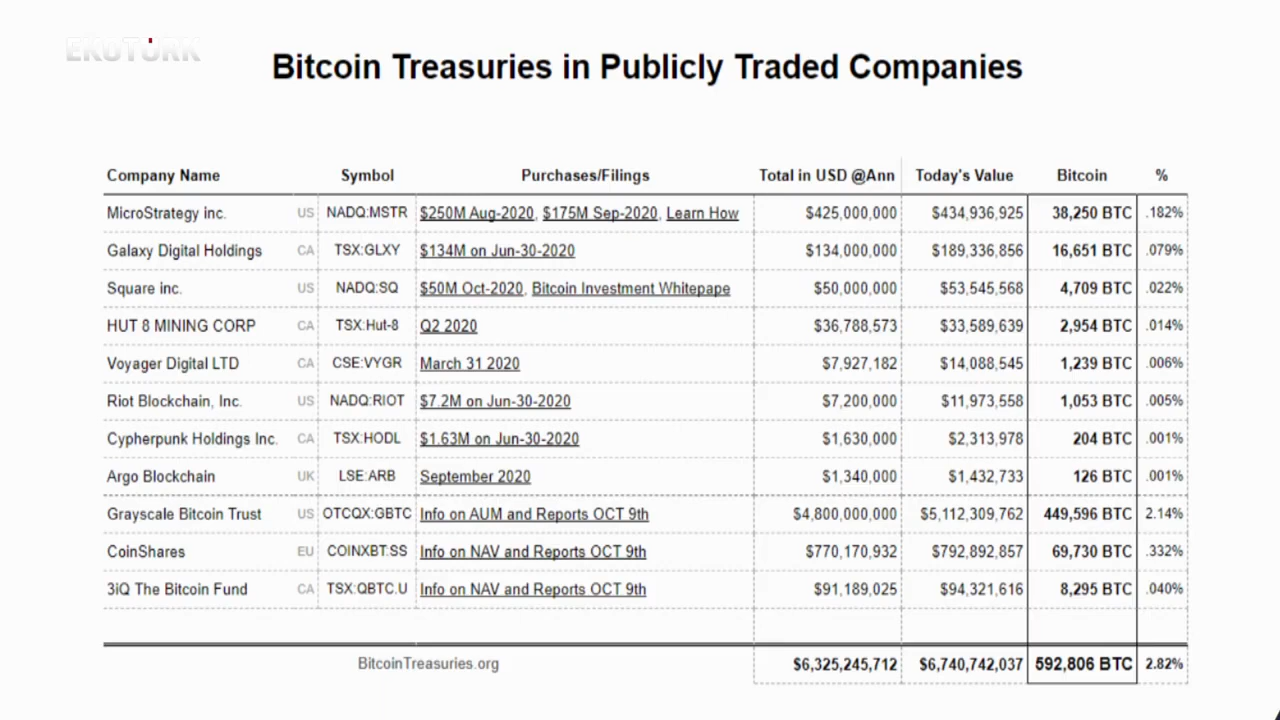 EKOTÜRK
Bitcoin Treasuries in Publicly Traded Companies
Company Name Symbol Purchases/Filings Total in USD @Ann Today's Value Bitcoin %
MicroStrategy inc. US NADQ:MSTR $250M Aug-2020, $175M Sep-2020, Learn How $425,000,000 $434,936,925 38,250 BTC .182%
Galaxy Digital Holdings CA TSX:GLXY $134M on Jun-30-2020 $134,000,000 $189,336,856 16,651 BTC .079%
Square inc. US NADQ:SQ $50M Oct-2020, Bitcoin Investment Whitepape $50,000,000 $53,545,568 4,709 BTC .022%
HUT 8 MINING CORP CA TSX:Hut-8 Q2 2020 $36,788,573 $33,589,639 2,954 BTC .014%
Voyager Digital LTD CA CSE:VYGR March 31 2020 $7,927,182 $14,088,545 1,239 BTC .006%
Riot Blockchain, Inc. US NADQ:RIOT $7.2M on Jun-30-2020 $7,200,000 $11,973,558 1,053 BTC .005%
Cypherpunk Holdings Inc. CA TSX:HODL $1.63M on Jun-30-2020 $1,630,000 $2,313,978 204 BTC .001%
Argo Blockchain UK LSE:ARB September 2020 $1,340,000 $1,432,733 126 BTC .001%
Grayscale Bitcoin Trust US OTCQX:GBTC Info on AUM and Reports OCT 9th $4,800,000,000 $5,112,309,762 449,596 BTC 2.14%
CoinShares EU COINXBT:SS Info on NAV and Reports OCT 9th $770,170,932 $792,892,857 69,730 BTC .332%
3iQ The Bitcoin Fund CA TSX:QBTC.U Info on NAV and Reports OCT 9th $91,189,025 $94,321,616 8,295 BTC .040%
BitcoinTreasuries.org $6,325,245,712 $6,740,742,037 592,806 BTC 2.82%